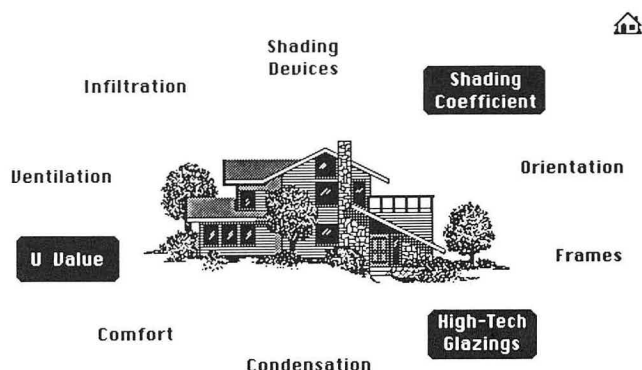 Shading
Devices
Infiltration
Shading
Coefficient
Ventilation
Orientation
U Value
Frames
Comfort
High-Tech
Glazings
Condensation